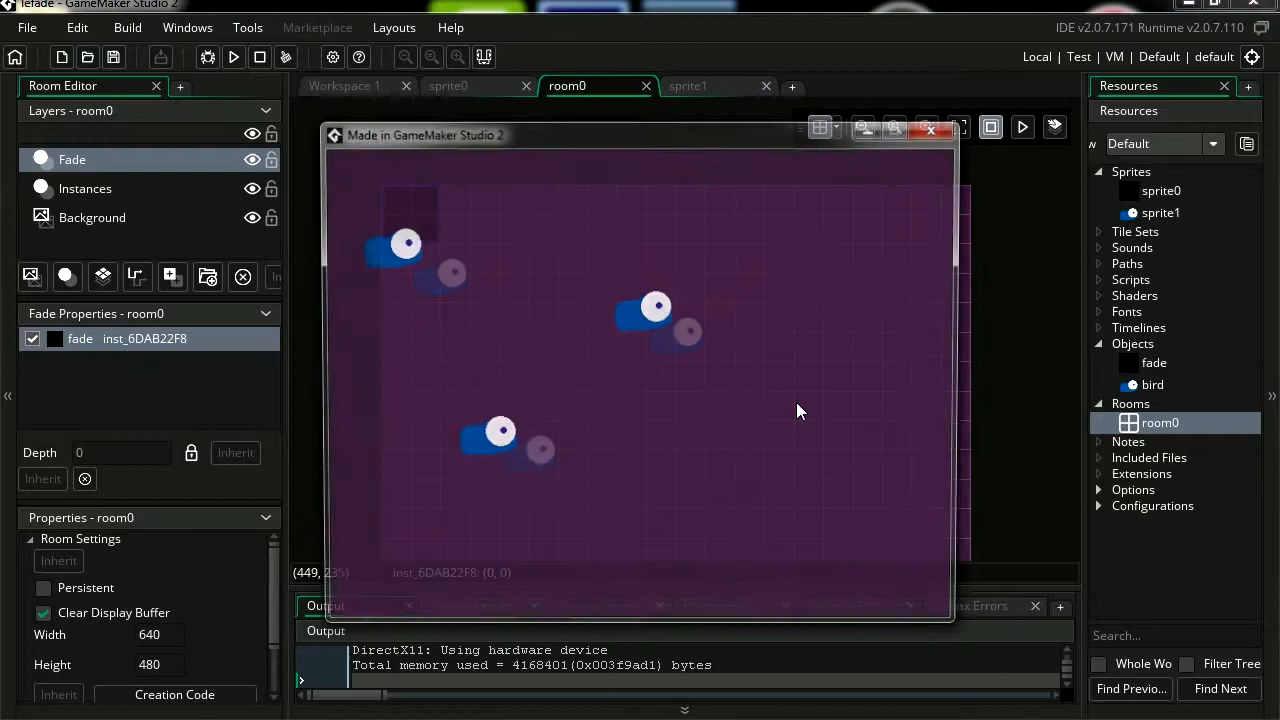 lefade - GameMaker Studio 2
File Edit Build Windows Tools Marketplace Layouts Help
IDE v2.0.7.171 Runtime v2.0.7.110
Local | Test | VM | Default | default
Room Editor
Workspace 1 sprite0 room0 sprite1
Resources
Layers - room0
Resources
Made in GameMaker Studio 2
Default
Fade
Instances
Background
Sprites
sprite0
sprite1
Tile Sets
Sounds
Paths
Scripts
Shaders
Fonts
Timelines
Objects
fade
bird
Rooms
room0
Notes
Included Files
Extensions
Options
Configurations
Fade Properties - room0
fade inst_6DAB22F8
Depth 0 Inherit
Inherit
Properties - room0
Room Settings
Inherit
Persistent
Clear Display Buffer
Width 640
Height 480
Inherit Creation Code
(449, 235) inst_6DAB22F8: (0, 0)
Output
Errors
Output
DirectX11: Using hardware device
Total memory used = 4168401(0x003f9ad1) bytes
Search...
Whole Wo Filter Tree
Find Previo... Find Next